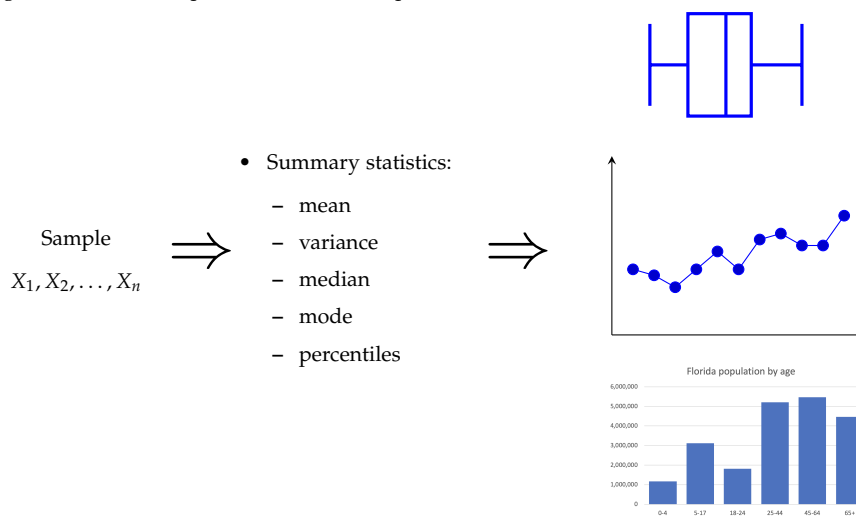 Sample
X₁, X₂, . . . , Xₙ
⇒
• Summary statistics:
– mean
– variance
– median
– mode
– percentiles
⇒
Florida population by age
6,000,000
5,000,000
4,000,000
3,000,000
2,000,000
1,000,000
0
0-4 5-17 18-24 25-44 45-64 65+